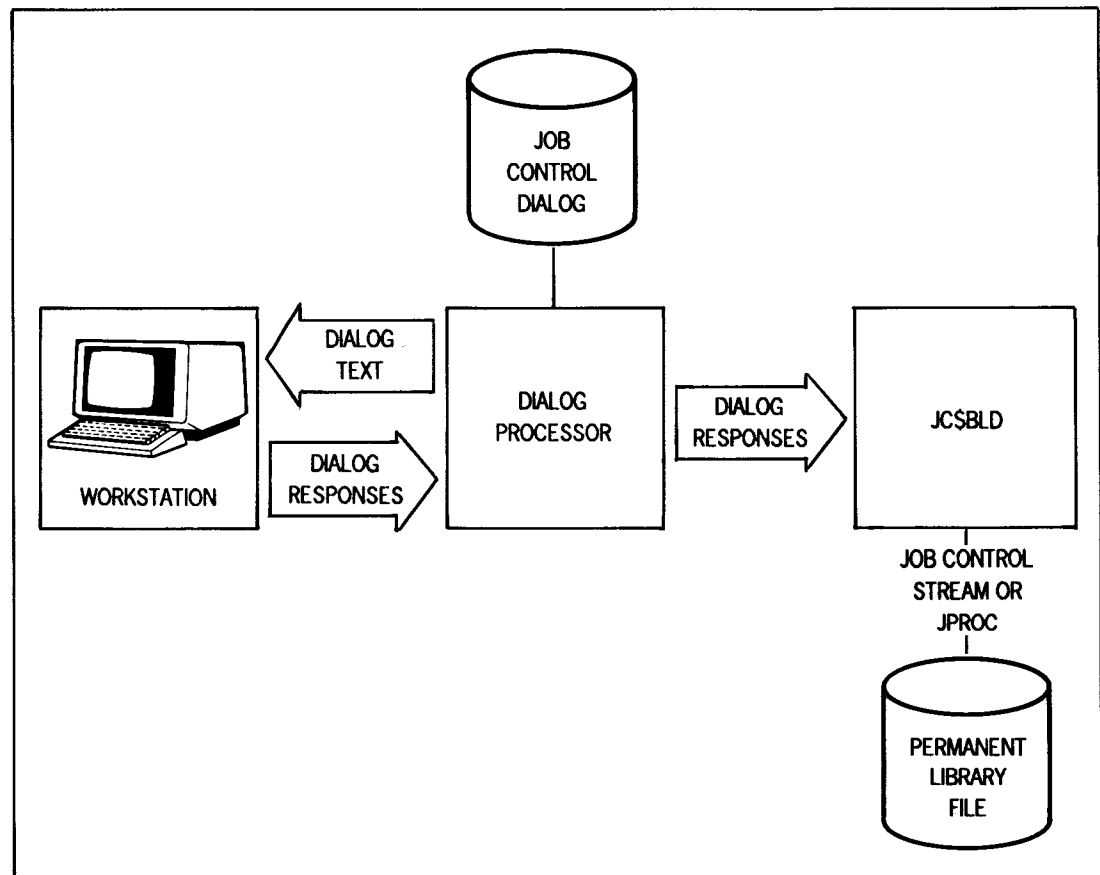 JOB
CONTROL
DIALOG
DIALOG
TEXT
DIALOG
RESPONSES
WORKSTATION
DIALOG
PROCESSOR
DIALOG
RESPONSES
JC$BLD
JOB CONTROL
STREAM OR
JPROC
PERMANENT
LIBRARY
FILE